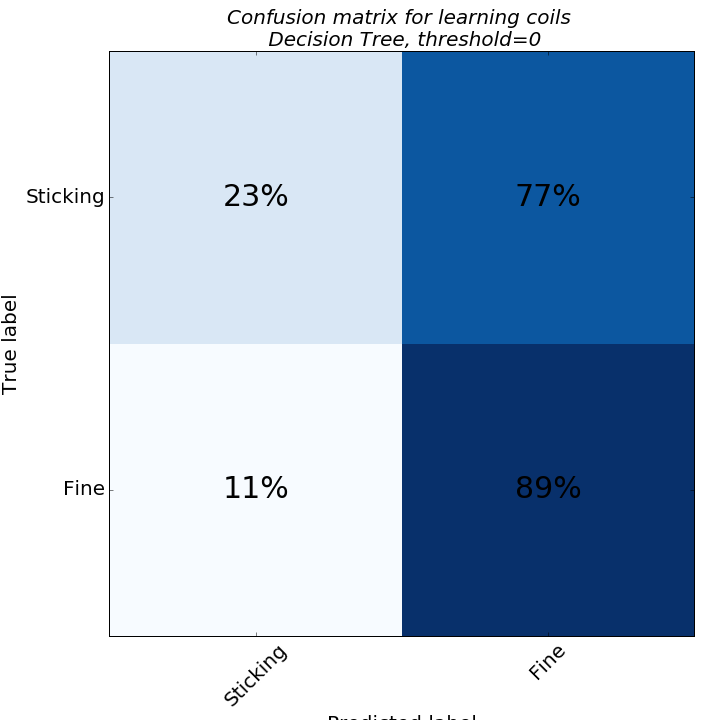 Confusion matrix for learning coils
Decision Tree, threshold=0
Sticking
23%
77%
True label
Fine
11%
89%
Sticking
Fine
Predicted label